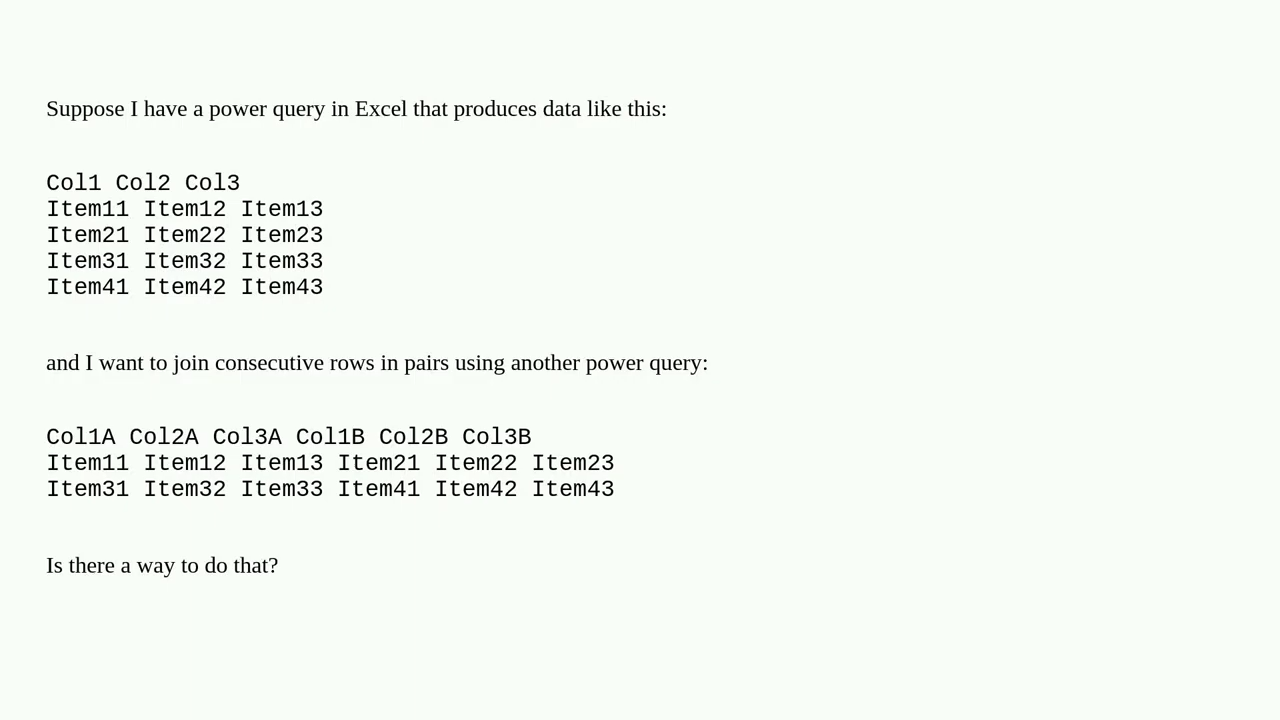 Suppose I have a power query in Excel that produces data like this:
Col1 Col2 Col3
Item11 Item12 Item13
Item21 Item22 Item23
Item31 Item32 Item33
Item41 Item42 Item43
and I want to join consecutive rows in pairs using another power query:
Col1A Col2A Col3A Col1B Col2B Col3B
Item11 Item12 Item13 Item21 Item22 Item23
Item31 Item32 Item33 Item41 Item42 Item43
Is there a way to do that?